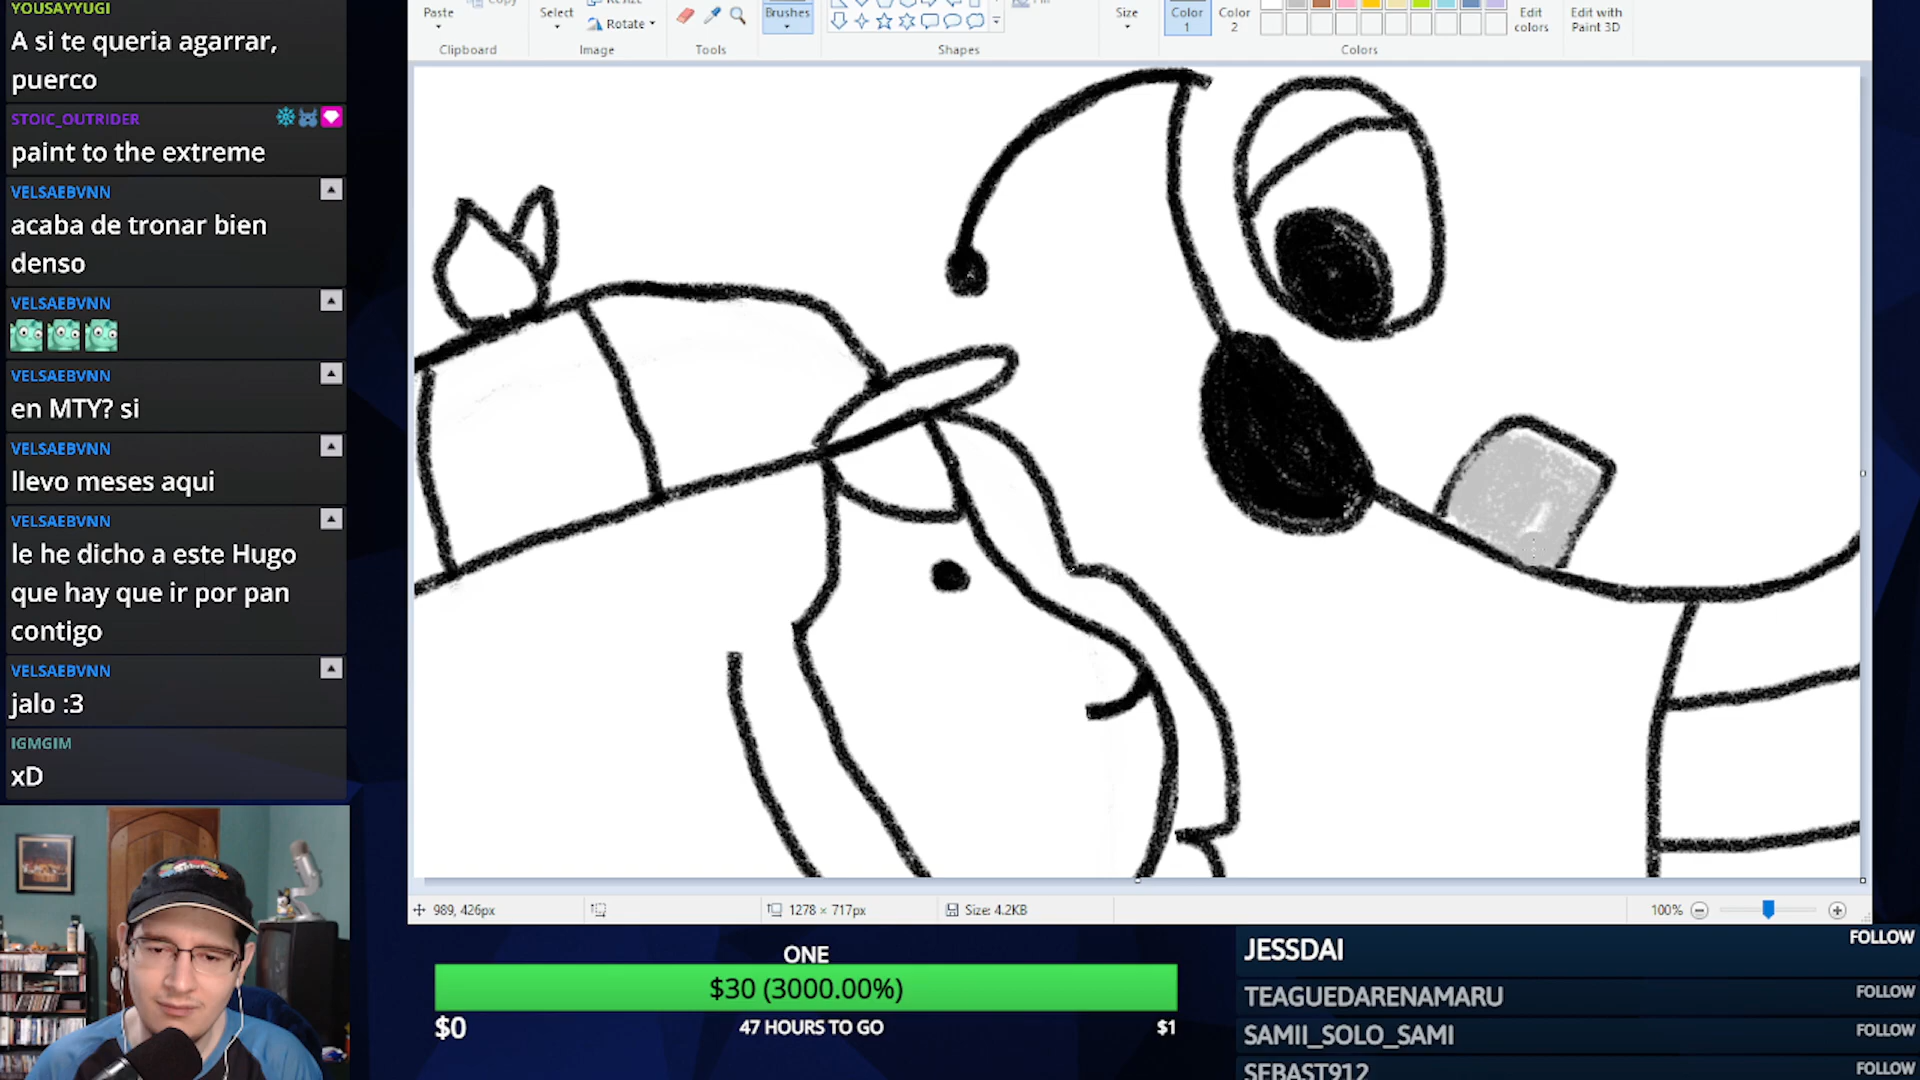 YOUSAYYUGI
A si te queria agarrar,
puerco
STOIC_OUTRIDER
paint to the extreme
VELSAEBVNN
acaba de tronar bien
denso
VELSAEBVNN
VELSAEBVNN
en MTY? si
VELSAEBVNN
llevo meses aqui
VELSAEBVNN
le he dicho a este Hugo
que hay que ir por pan
contigo
VELSAEBVNN
jalo :3
IGMGIM
xD
Paste
Copy
Clipboard
Select
Rotate
Image
Tools
Brushes
Shapes
Size
Color
1
Color
2
Edit
colors
Edit with
Paint 3D
Colors
989, 426px
1278 × 717px
Size: 4.2KB
100%
ONE
$30 (3000.00%)
$0
47 HOURS TO GO
$1
JESSDAI FOLLOW
TEAGUEDARENAMARU FOLLOW
SAMII_SOLO_SAMI FOLLOW
SEBAST912 FOLLOW